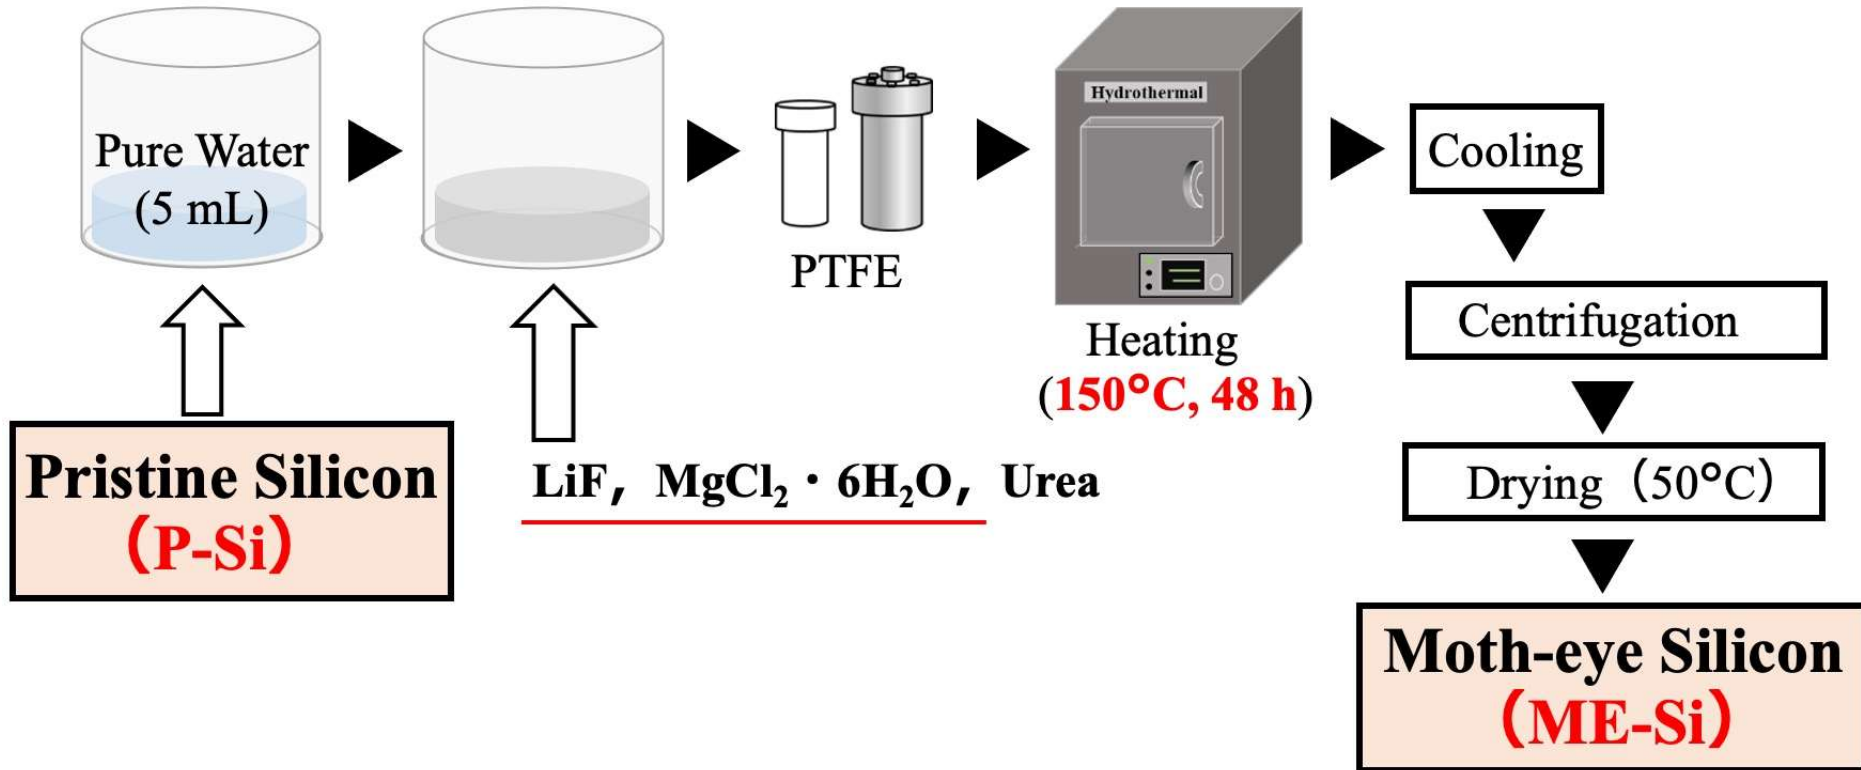 Pure Water
(5 mL)
Pristine Silicon
（P-Si）
LiF， MgCl₂・6H₂O， Urea
PTFE
Hydrothermal
Heating
(150°C, 48 h)
Cooling
Centrifugation
Drying（50°C）
Moth-eye Silicon
（ME-Si）